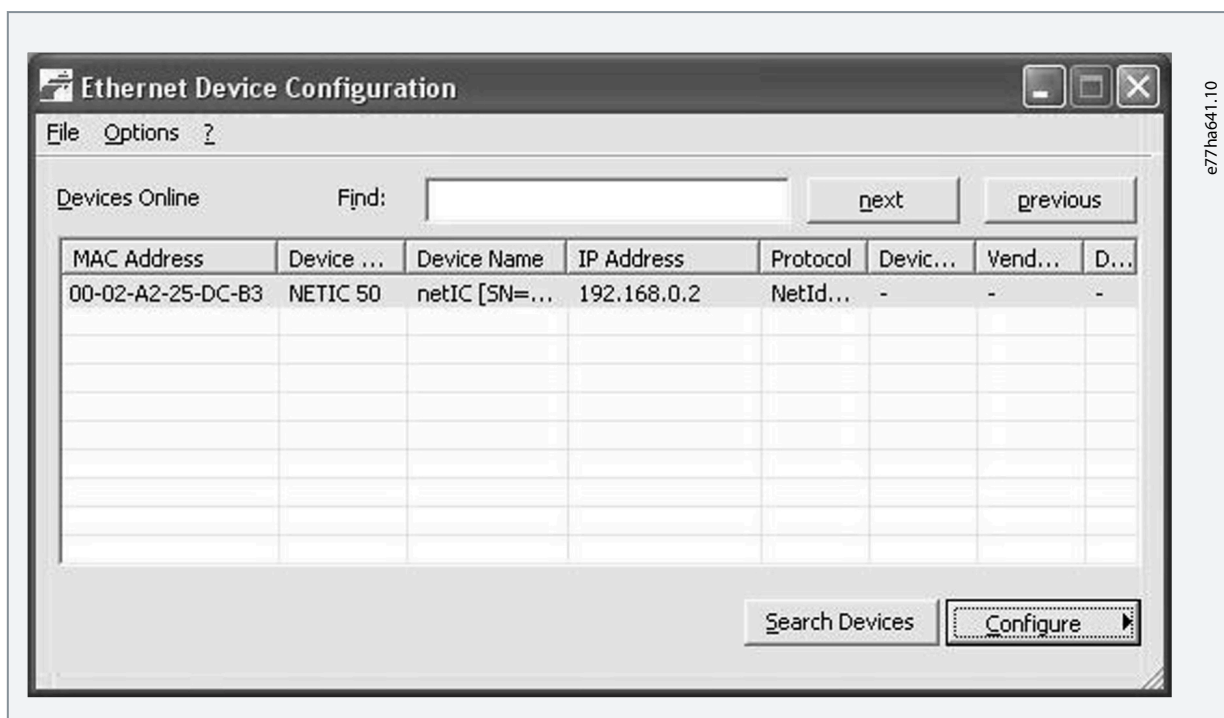 Ethernet Device Configuration
File Options ?
Devices Online Find: next previous
MAC Address Device ... Device Name IP Address Protocol Devic... Vend... D...
00-02-A2-25-DC-B3 NETIC 50 netIC [SN=... 192.168.0.2 NetId... - - -
Search Devices Configure
e77ha641.10